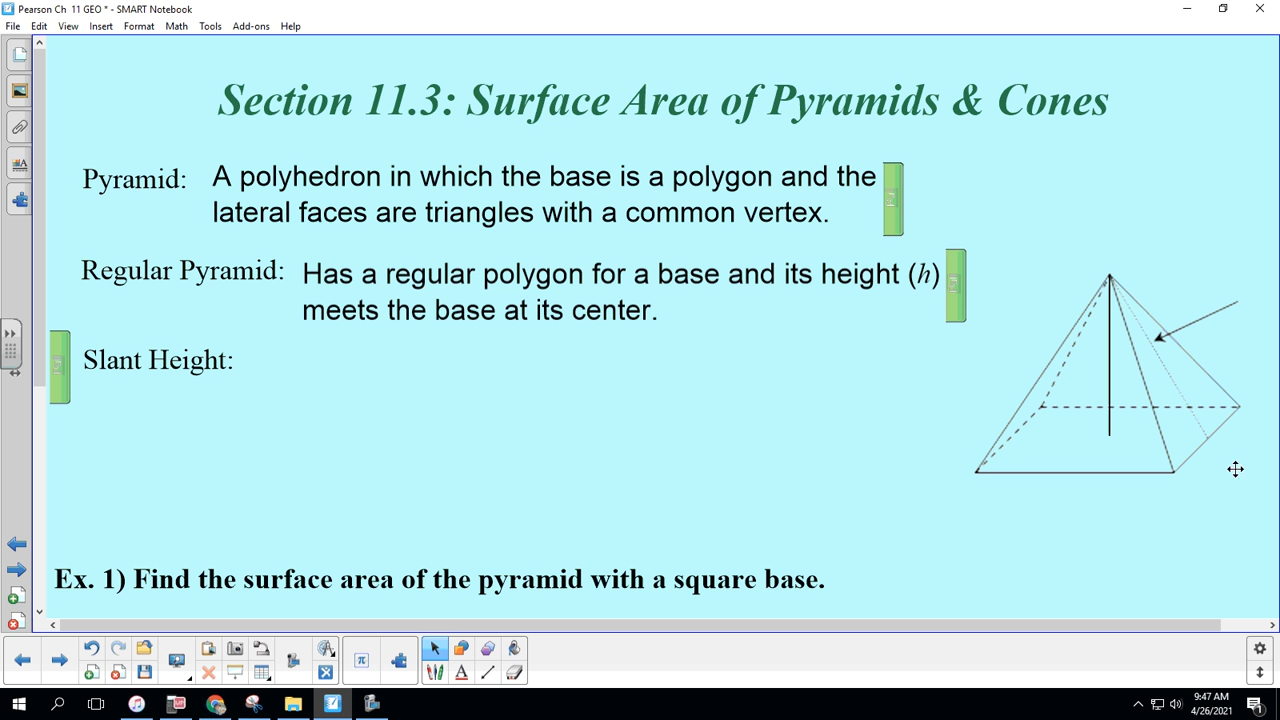 Pearson Ch 11 GEO * - SMART Notebook
File Edit View Insert Format Math Tools Add-ons Help
Section 11.3: Surface Area of Pyramids & Cones
Pyramid: A polyhedron in which the base is a polygon and the
lateral faces are triangles with a common vertex.
Regular Pyramid: Has a regular polygon for a base and its height (h)
meets the base at its center.
Slant Height:
Ex. 1) Find the surface area of the pyramid with a square base.
9:47 AM
4/26/2021